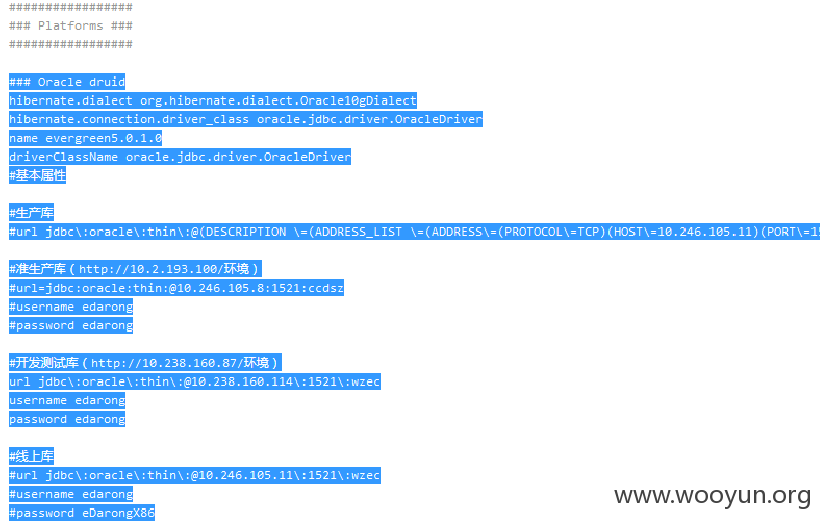 #################
### Platforms ###
#################
### Oracle druid
hibernate.dialect org.hibernate.dialect.Oracle10gDialect
hibernate.connection.driver_class oracle.jdbc.driver.OracleDriver
name evergreen5.0.1.0
driverClassName oracle.jdbc.driver.OracleDriver
#基本属性
#生产库
#url jdbc\:oracle\:thin\:@(DESCRIPTION \=(ADDRESS_LIST \=(ADDRESS\=(PROTOCOL\=TCP)(HOST\=10.246.105.11)(PORT\=15
#准生产库（http://10.2.193.100/环境）
#url=jdbc:oracle:thin:@10.246.105.8:1521:ccdsz
#username edarong
#password edarong
#开发测试库（http://10.238.160.87/环境）
url jdbc\:oracle\:thin\:@10.238.160.114\:1521\:wzec
username edarong
password edarong
#线上库
#url jdbc\:oracle\:thin\:@10.246.105.11\:1521\:wzec
#username edarong
#password eDarongX86
www.wooyun.org